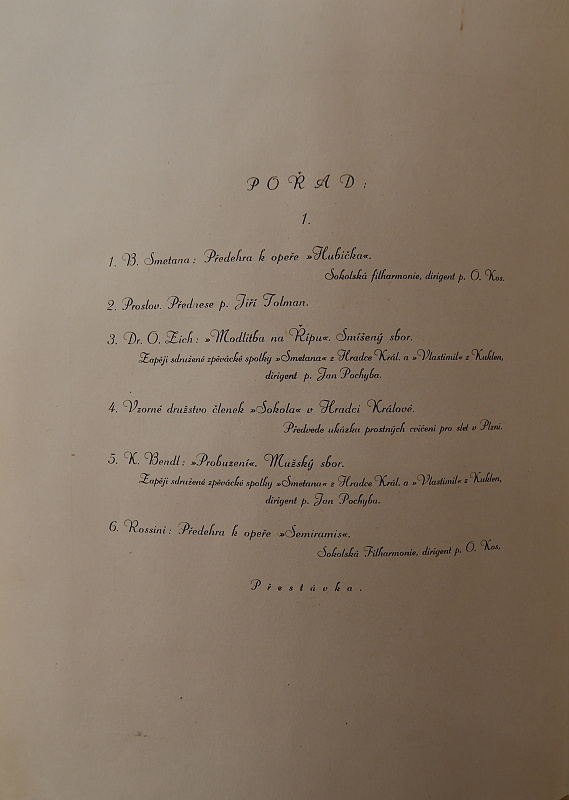 POŘAD:
1.
1. B. Smetana: Předehra k opeře »Hubička«.
Sokolská filharmonie, dirigent p. O. Kos.
2. Proslov. Přednese p. Jiří Tolman.
3. Dr. O. Zich: »Modlitba na Řípu«. Smíšený sbor.
Zapějí sdružené zpěvácké spolky »Smetana« z Hradce Král. a »Vlastimil« z Kuklen,
dirigent p. Jan Pochyba.
4. Vzorné družstvo členek »Sokola« v Hradci Králové.
Předvede ukázku prostných cvičení pro slet v Plzni.
5. K. Bendl: »Probuzení«. Mužský sbor.
Zapějí sdružené zpěvácké spolky »Smetana« z Hradce Král. a »Vlastimil« z Kuklen,
dirigent p. Jan Pochyba.
6. Rossini: Předehra k opeře »Semiramis«.
Sokolská Filharmonie, dirigent p. O. Kos.
Přestávka.